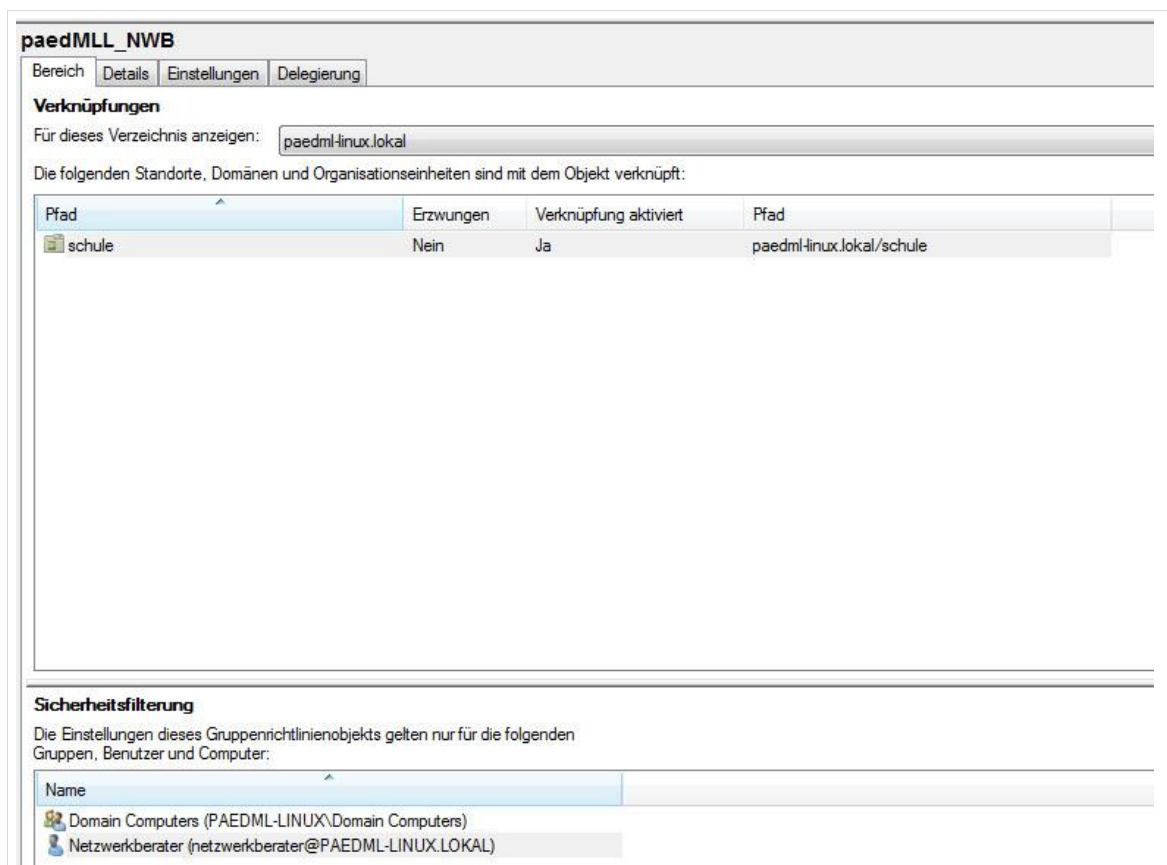 paedMLL_NWB
Bereich Details Einstellungen Delegierung
Verknüpfungen
Für dieses Verzeichnis anzeigen: paedml-linux.lokal
Die folgenden Standorte, Domänen und Organisationseinheiten sind mit dem Objekt verknüpft:
Pfad Erzwungen Verknüpfung aktiviert Pfad
schule Nein Ja paedml-linux.lokal/schule
Sicherheitsfilterung
Die Einstellungen dieses Gruppenrichtlinienobjekts gelten nur für die folgenden
Gruppen, Benutzer und Computer:
Name
Domain Computers (PAEDML-LINUX\Domain Computers)
Netzwerkberater (netzwerkberater@PAEDML-LINUX.LOKAL)